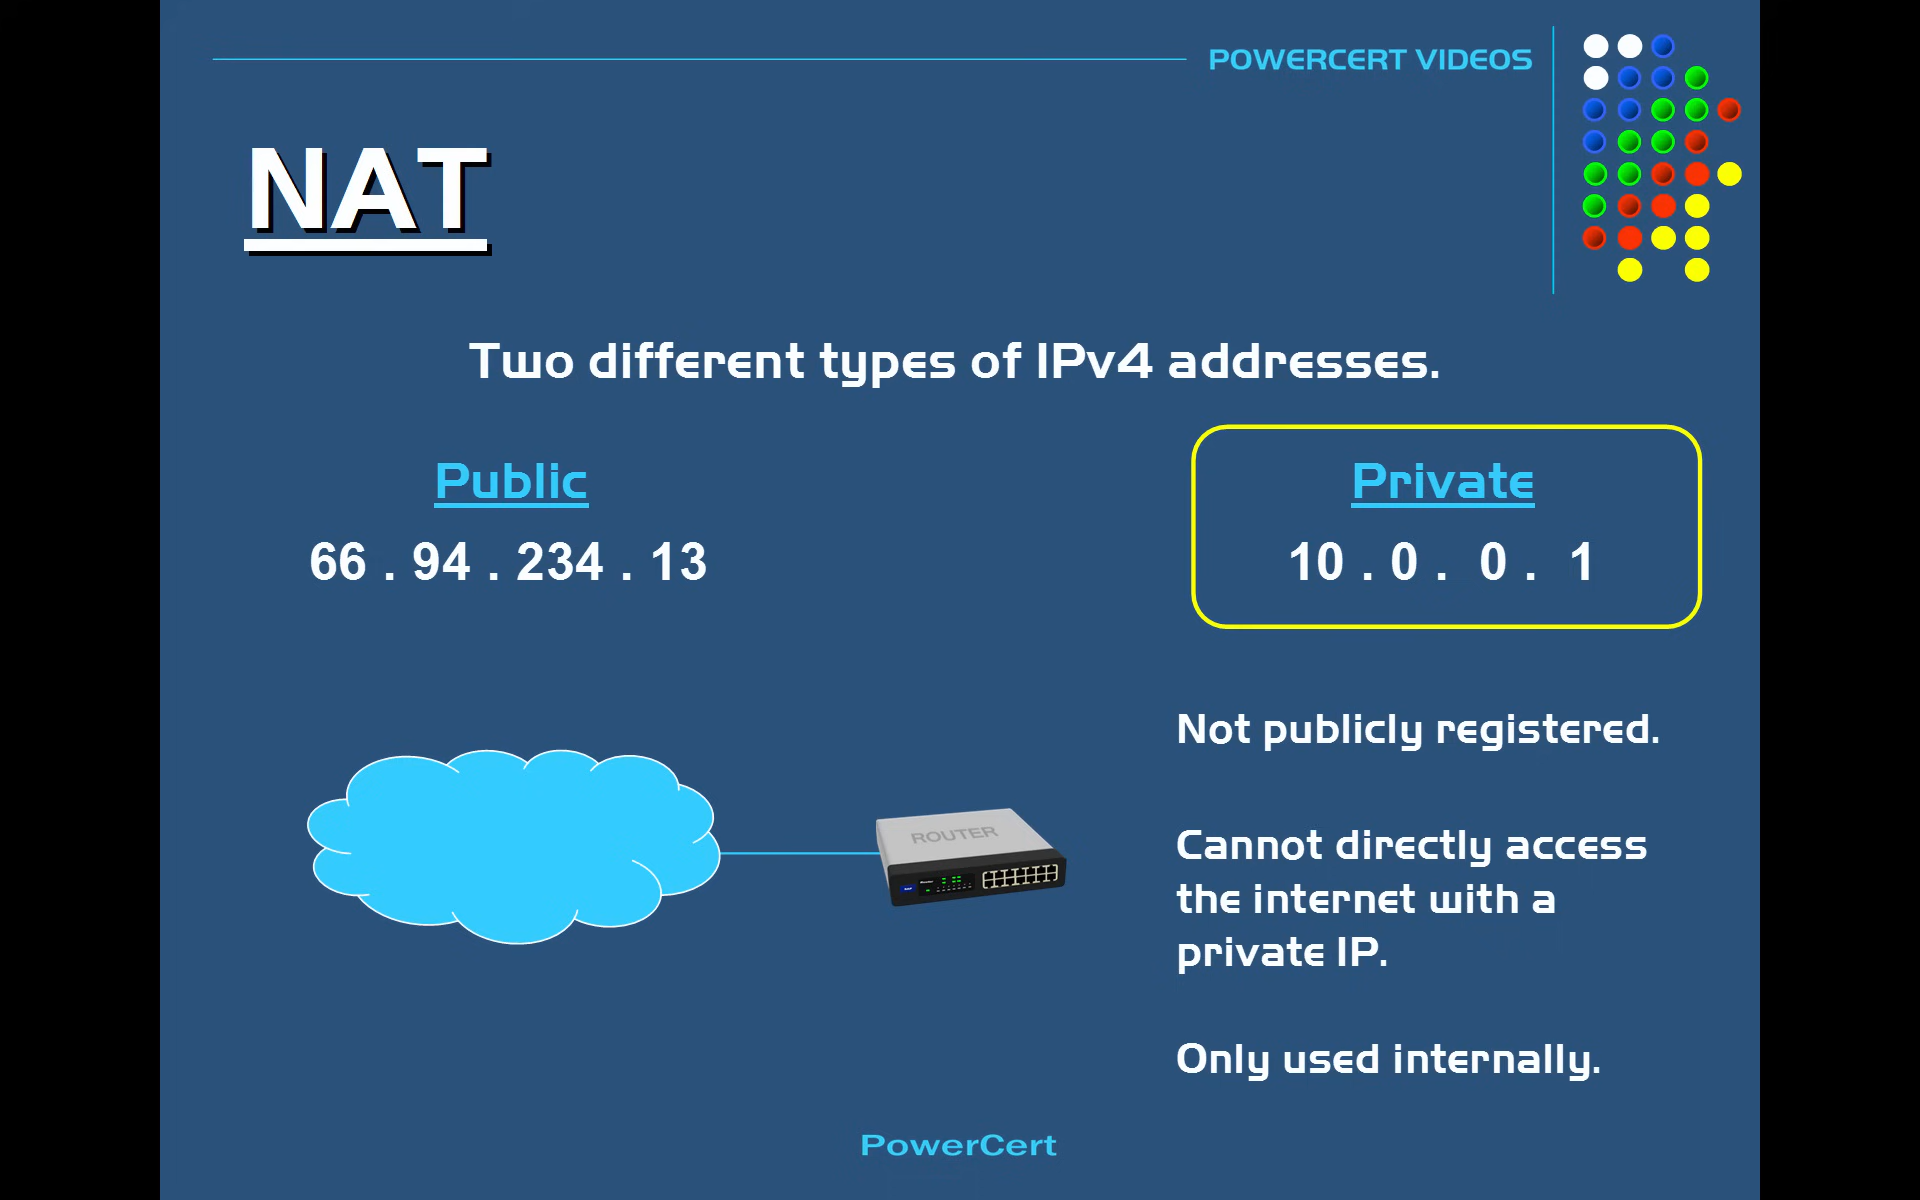 POWERCERT VIDEOS
NAT
Two different types of IPv4 addresses.
Public
66 . 94 . 234 . 13
Private
10 . 0 . 0 . 1
ROUTER
Not publicly registered.
Cannot directly access
the internet with a
private IP.
Only used internally.
PowerCert